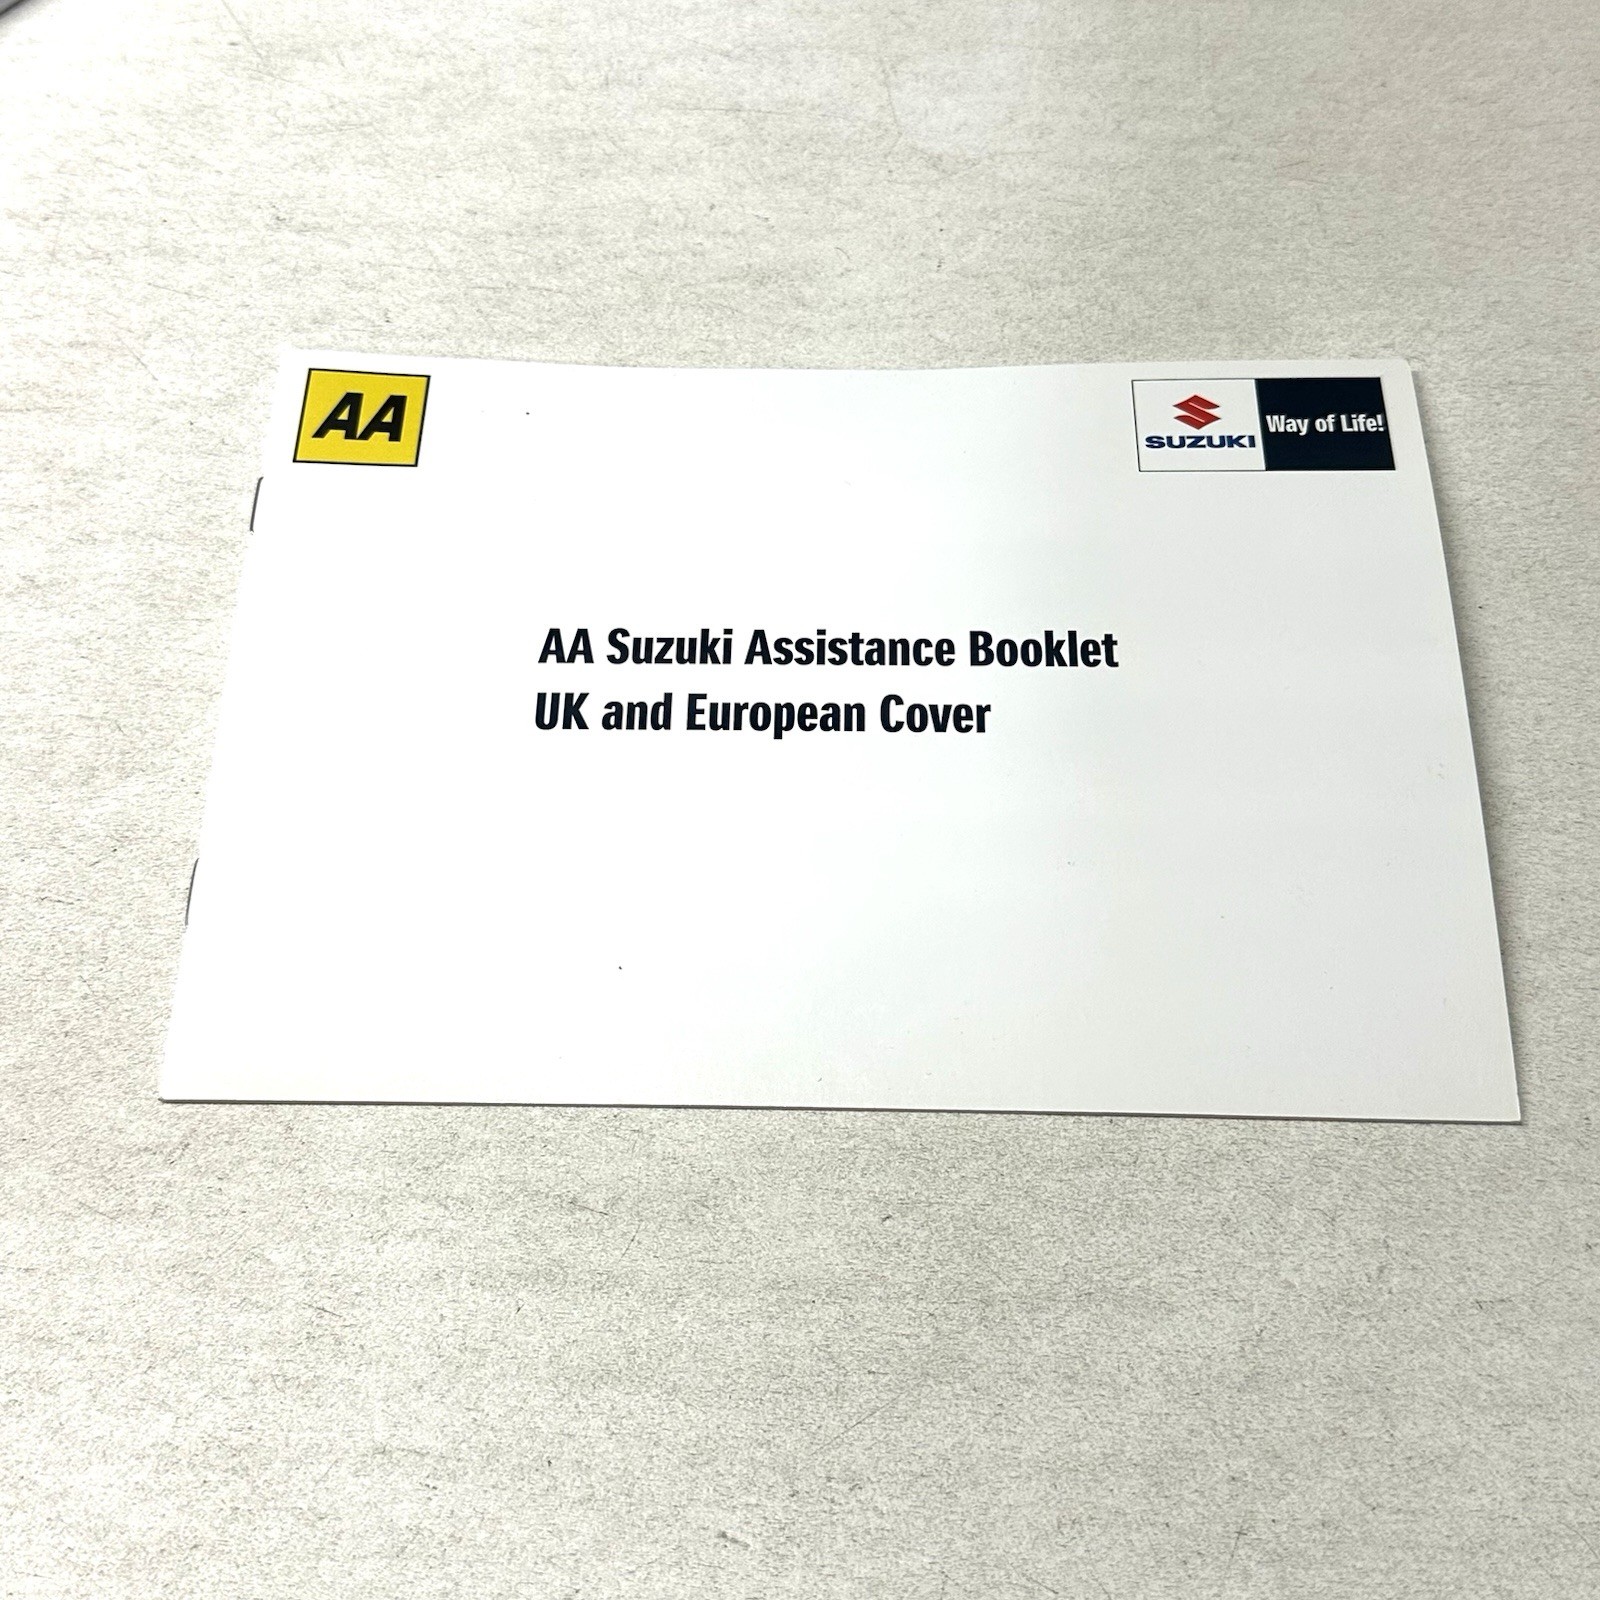 AA
SUZUKI
Way of Life!
AA Suzuki Assistance Booklet
UK and European Cover